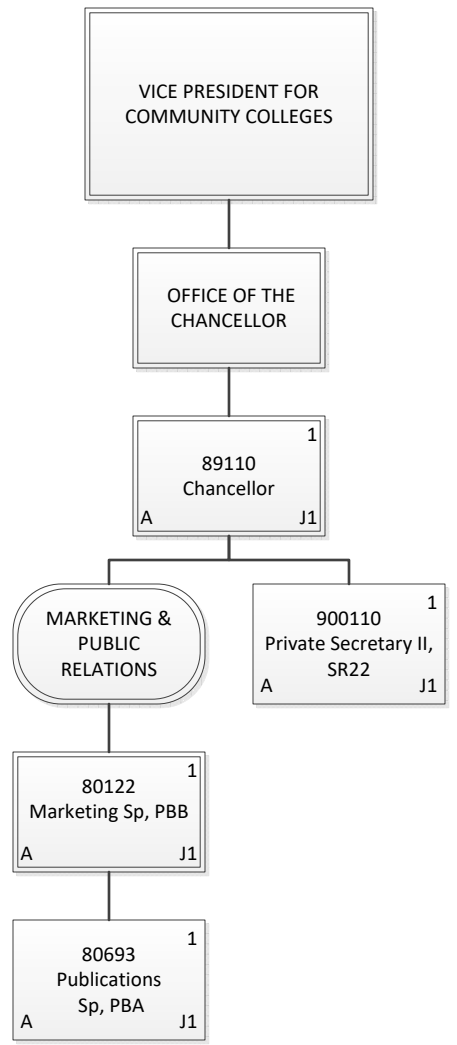 VICE PRESIDENT FOR
COMMUNITY COLLEGES
OFFICE OF THE
CHANCELLOR
1
89110
Chancellor
A J1
MARKETING &
PUBLIC
RELATIONS
1
900110
Private Secretary II,
SR22
A J1
1
80122
Marketing Sp, PBB
A J1
1
80693
Publications
Sp, PBA
A J1